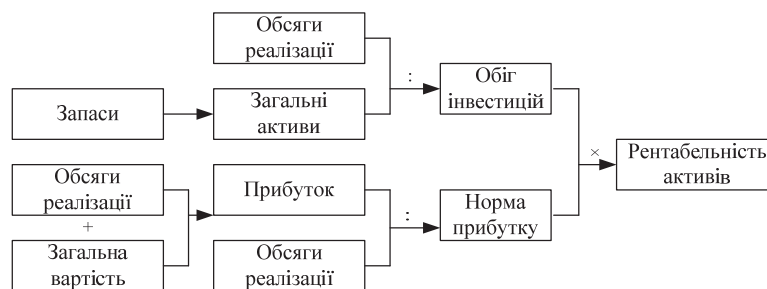 Обсяги
реалізації
:
Обіг
інвестицій
Запаси
Загальні
активи
×
Рентабельність
активів
Обсяги
реалізації
+
Загальна
вартість
Прибуток
:
Норма
прибутку
Обсяги
реалізації